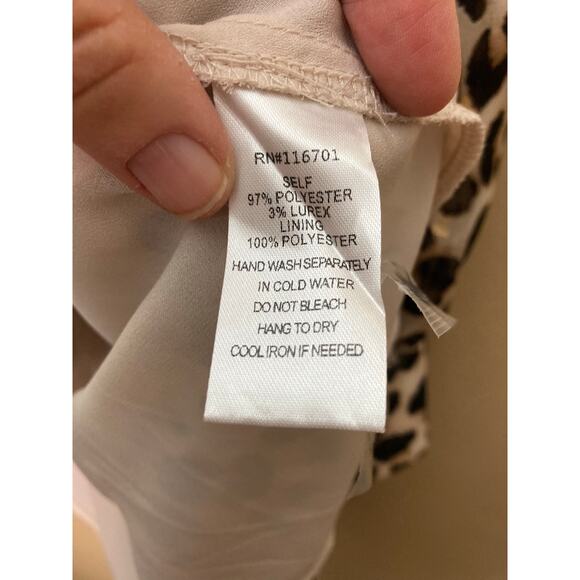 RN#116701
SELF
97% POLYESTER
3% LUREX
LINING
100% POLYESTER
HAND WASH SEPARATELY
IN COLD WATER
DO NOT BLEACH
HANG TO DRY
COOL IRON IF NEEDED